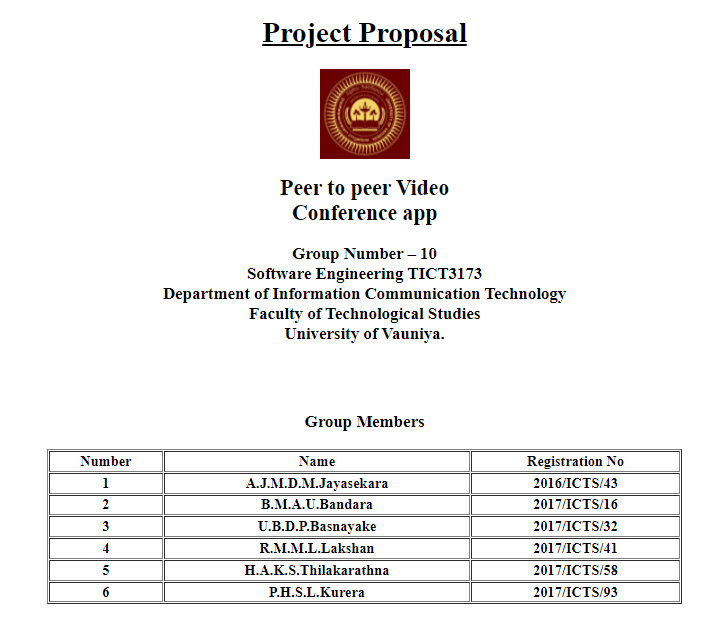 Project Proposal
Peer to peer Video
Conference app
Group Number – 10
Software Engineering TICT3173
Department of Information Communication Technology
Faculty of Technological Studies
University of Vauniya.
Group Members
Number Name Registration No
1 A.J.M.D.M.Jayasekara 2016/ICTS/43
2 B.M.A.U.Bandara 2017/ICTS/16
3 U.B.D.P.Basnayake 2017/ICTS/32
4 R.M.M.L.Lakshan 2017/ICTS/41
5 H.A.K.S.Thilakarathna 2017/ICTS/58
6 P.H.S.L.Kurera 2017/ICTS/93